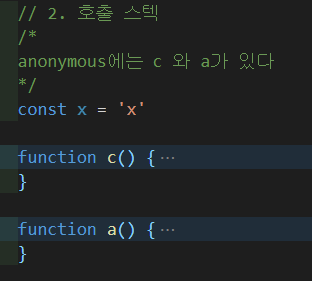 // 2. 호출 스텍
/*
anonymous에는 c 와 a가 있다
*/
const x = 'x'
function c() {⋯
}
function a() {⋯
}